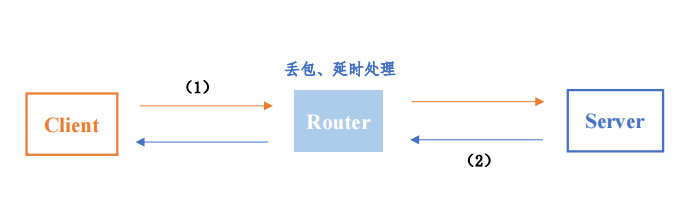 丢包、延时处理
（1）
Client
Router
Server
（2）